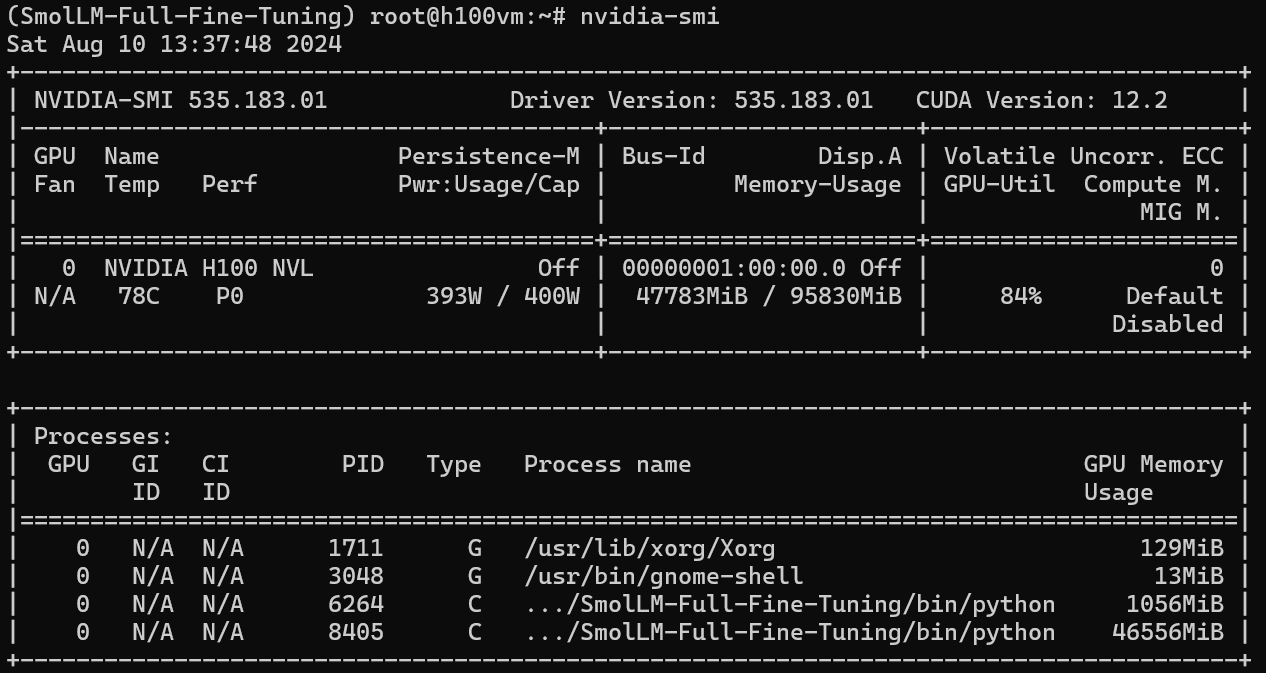 (SmolLM-Full-Fine-Tuning) root@h100vm:~# nvidia-smi
Sat Aug 10 13:37:48 2024
+---------------------------------------------------------------------------------------+
| NVIDIA-SMI 535.183.01             Driver Version: 535.183.01   CUDA Version: 12.2     |
|-----------------------------------------+----------------------+----------------------+
| GPU  Name                 Persistence-M | Bus-Id        Disp.A | Volatile Uncorr. ECC |
| Fan  Temp   Perf          Pwr:Usage/Cap |         Memory-Usage | GPU-Util  Compute M. |
|                                         |                      |               MIG M. |
|=========================================+======================+======================|
|   0  NVIDIA H100 NVL                Off | 00000001:00:00.0 Off |                    0 |
| N/A   78C    P0             393W / 400W |  47783MiB / 95830MiB |     84%      Default |
|                                         |                      |             Disabled |
+-----------------------------------------+----------------------+----------------------+

+---------------------------------------------------------------------------------------+
| Processes:                                                                            |
|  GPU   GI   CI        PID   Type   Process name                            GPU Memory |
|        ID   ID                                                             Usage      |
|=======================================================================================|
|    0   N/A  N/A      1711      G   /usr/lib/xorg/Xorg                          129MiB |
|    0   N/A  N/A      3048      G   /usr/bin/gnome-shell                         13MiB |
|    0   N/A  N/A      6264      C   .../SmolLM-Full-Fine-Tuning/bin/python     1056MiB |
|    0   N/A  N/A      8405      C   .../SmolLM-Full-Fine-Tuning/bin/python    46556MiB |
+---------------------------------------------------------------------------------------+